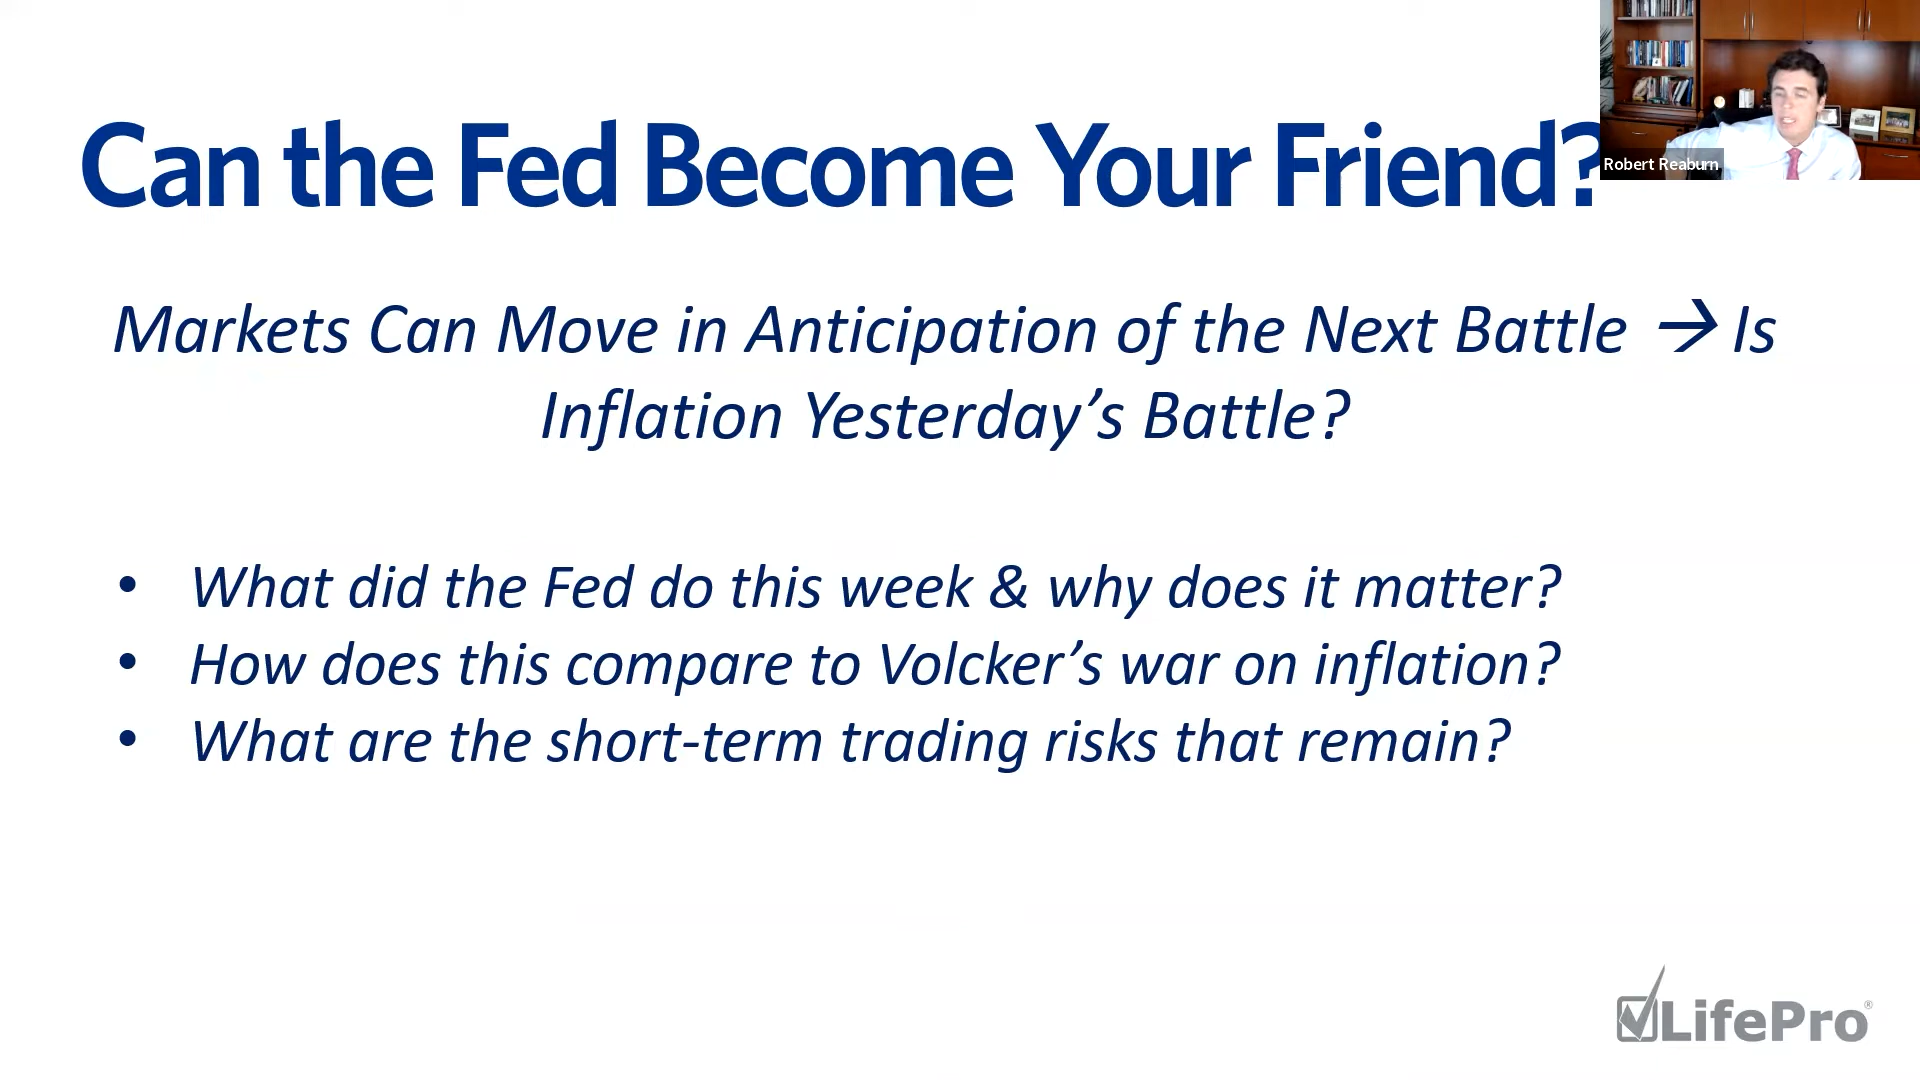 Can the Fed Become Your Friend?
Robert Reaburn
Markets Can Move in Anticipation of the Next Battle → Is
Inflation Yesterday’s Battle?
• What did the Fed do this week & why does it matter?
• How does this compare to Volcker’s war on inflation?
• What are the short-term trading risks that remain?
LifePro®